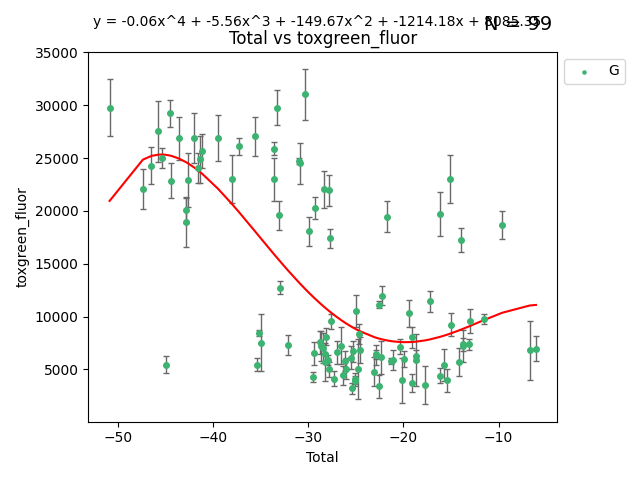 y = -0.06x^4 + -5.56x^3 + -149.67x^2 + -1214.18x + 8085.35
N = 99
Total vs toxgreen_fluor
G
35000
30000
25000
20000
15000
10000
5000
toxgreen_fluor
−50 −40 −30 −20 −10
Total